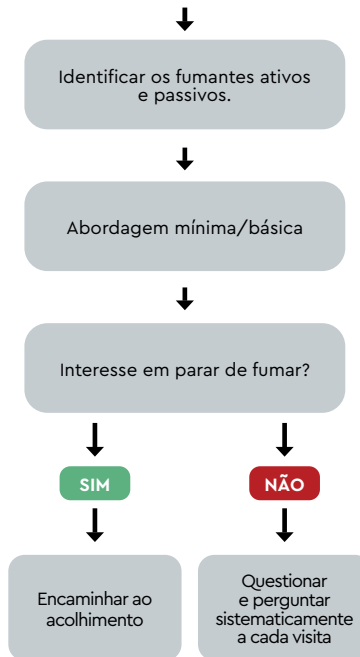 Identificar os fumantes ativos
e passivos.
Abordagem mínima/básica
Interesse em parar de fumar?
SIM
NÃO
Encaminhar ao
acolhimento
Questionar
e perguntar
sistematicamente
a cada visita